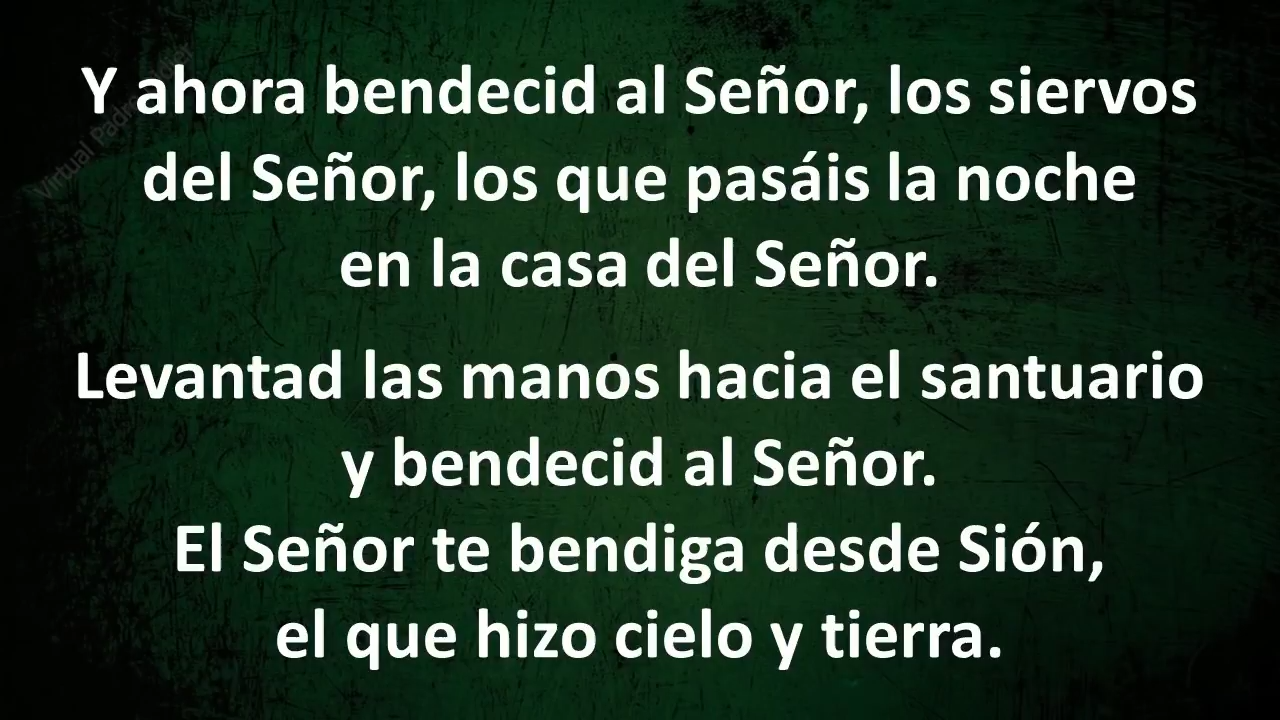 Y ahora bendecid al Señor, los siervos
del Señor, los que pasáis la noche
en la casa del Señor.
Levantad las manos hacia el santuario
y bendecid al Señor.
El Señor te bendiga desde Sión,
el que hizo cielo y tierra.
Virtual Padre